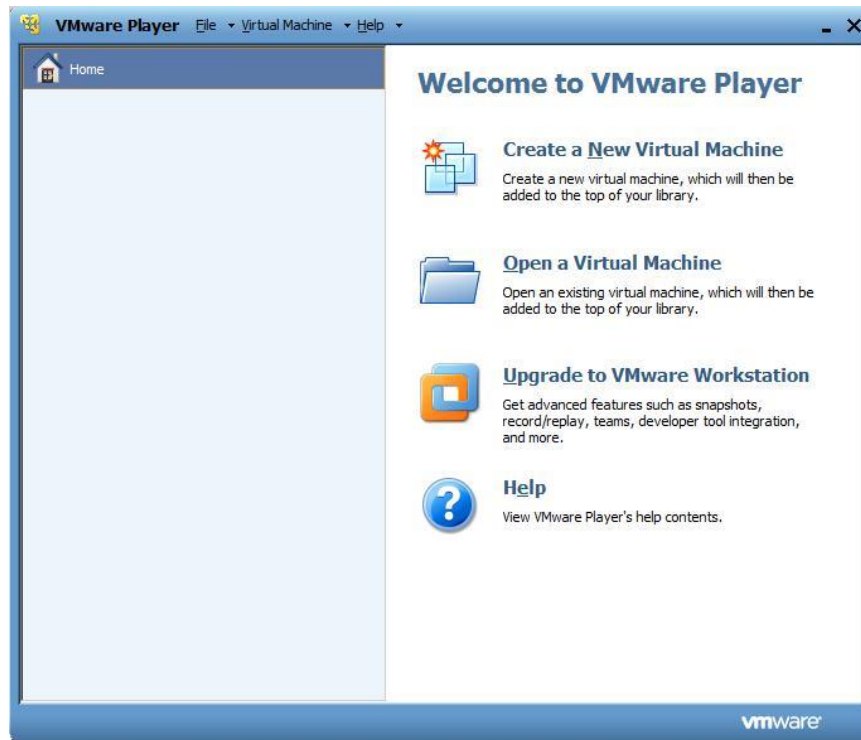 VMware Player File Virtual Machine Help
Home
Welcome to VMware Player
Create a New Virtual Machine
Create a new virtual machine, which will then be
added to the top of your library.
Open a Virtual Machine
Open an existing virtual machine, which will then be
added to the top of your library.
Upgrade to VMware Workstation
Get advanced features such as snapshots,
record/replay, teams, developer tool integration,
and more.
Help
View VMware Player's help contents.
vmware